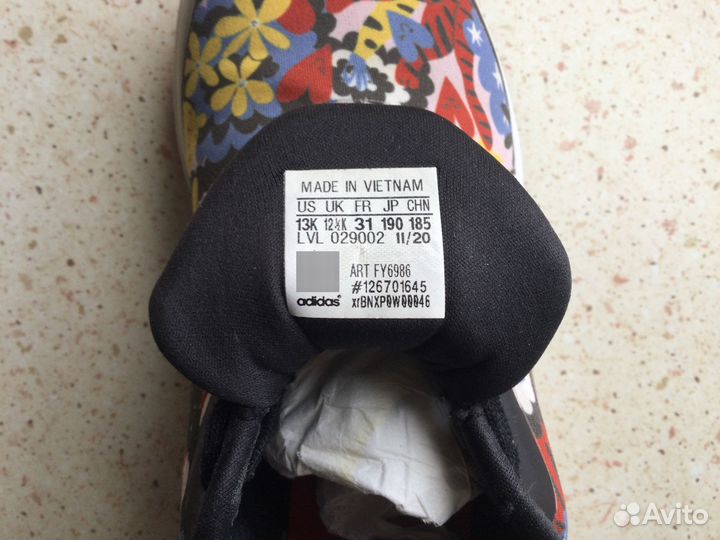 MADE IN VIETNAM
US UK FR JP CHN
13K 12½K 31 190 185
LVL 029002 11/20
ART FY6986
#126701645
adidas® xrBNXP0W00046
Avito